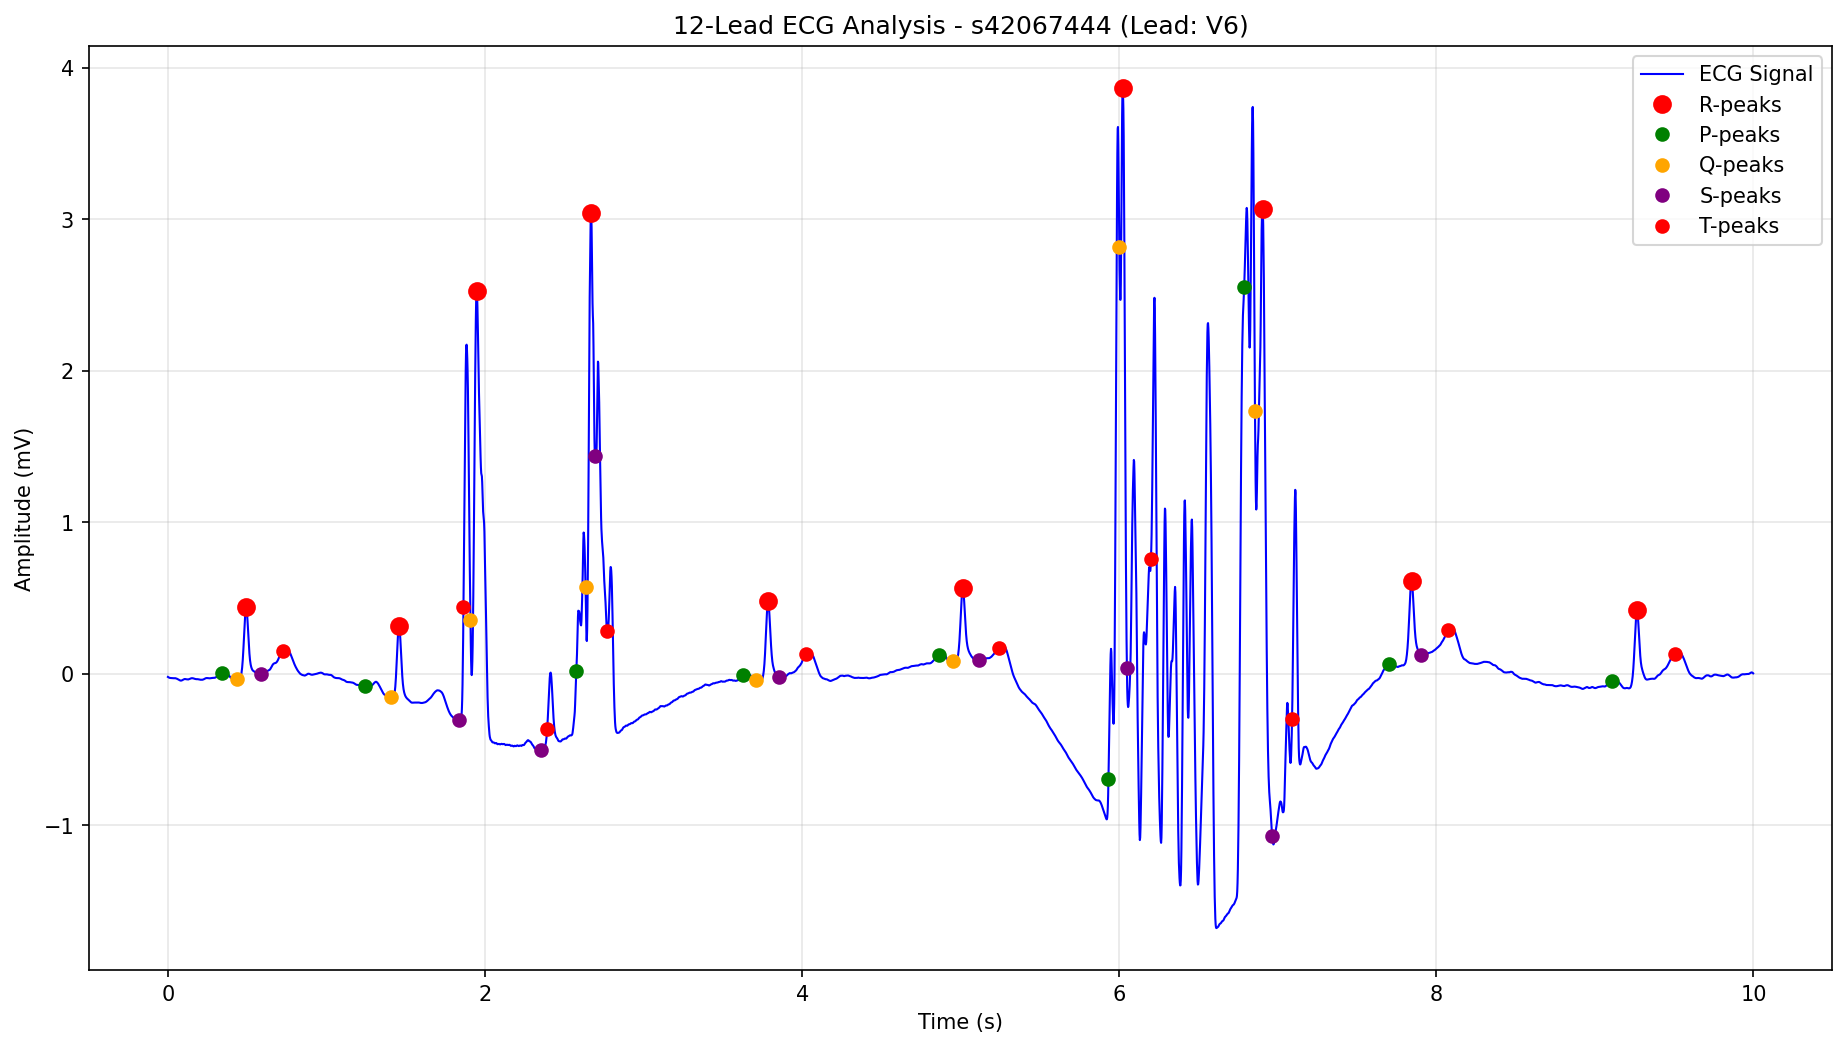 12-Lead ECG Analysis - s42067444 (Lead: V6)
ECG Signal
R-peaks
P-peaks
Q-peaks
S-peaks
T-peaks
Amplitude (mV)
4
3
2
1
0
−1
0 2 4 6 8 10
Time (s)